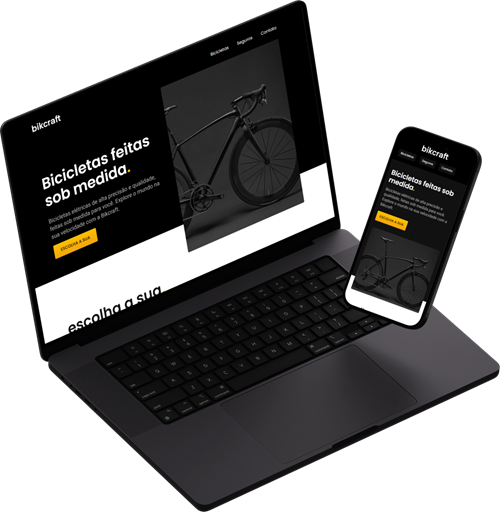 Bicicletas
Seguros
Contato
bikcraft
Bicicletas feitas
sob medida.
Bicicletas elétricas de alta precisão e qualidade,
feitas sob medida para você. Explore o mundo na
sua velocidade com a Bikcraft.
ESCOLHA A SUA
escolha a sua
bikcraft
Bicicletas
Seguros
Contato
Bicicletas feitas sob
medida.
Bicicletas elétricas de alta precisão e
qualidade, feitas sob medida para você.
Explore o mundo na sua velocidade com a
Bikcraft.
ESCOLHA A SUA